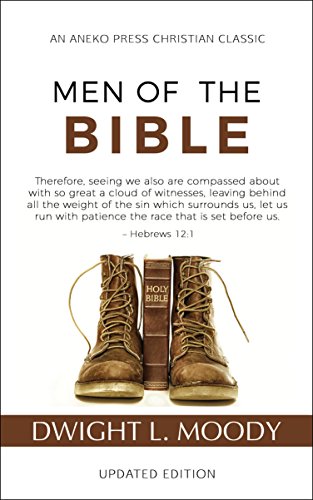 AN ANEKO PRESS CHRISTIAN CLASSIC
MEN OF THE
BIBLE
Therefore, seeing we also are compassed about
with so great a cloud of witnesses, leaving behind
all the weight of the sin which surrounds us, let us
run with patience the race that is set before us.
– Hebrews 12:1
HOLY
BIBLE
DWIGHT L. MOODY
UPDATED EDITION